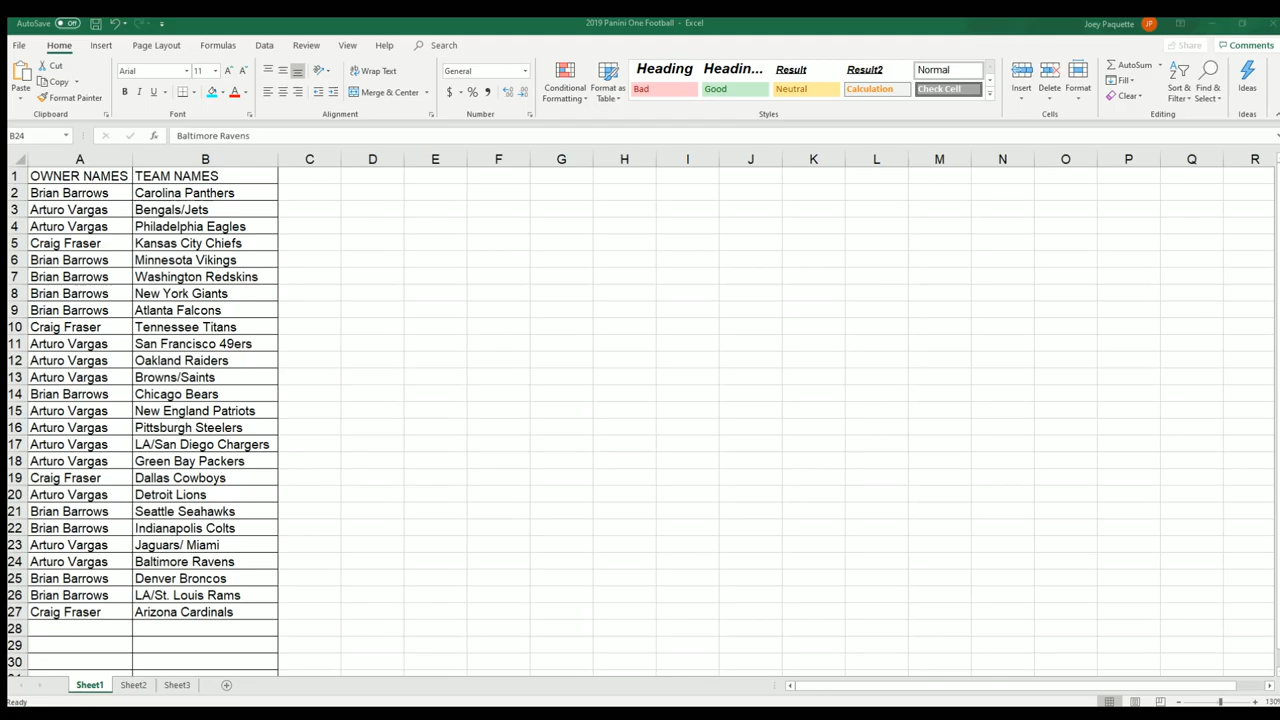 AutoSave Off 2019 Panini One Football - Excel Joey Paquette JP
File Home Insert Page Layout Formulas Data Review View Help Search Share Comments
Paste Cut Copy Format Painter Clipboard
Arial 11 Font
Wrap Text Merge & Center Alignment
General Number
Conditional Formatting Format as Table
Heading Headin... Result Result2 Normal
Bad Good Neutral Calculation Check Cell
Styles
Insert Delete Format Cells
AutoSum Fill Clear Sort & Filter Find & Select Editing
Ideas Ideas
B24 fx Baltimore Ravens
A B C D E F G H I J K L M N O P Q R
1 OWNER NAMES TEAM NAMES
2 Brian Barrows Carolina Panthers
3 Arturo Vargas Bengals/Jets
4 Arturo Vargas Philadelphia Eagles
5 Craig Fraser Kansas City Chiefs
6 Brian Barrows Minnesota Vikings
7 Brian Barrows Washington Redskins
8 Brian Barrows New York Giants
9 Brian Barrows Atlanta Falcons
10 Craig Fraser Tennessee Titans
11 Arturo Vargas San Francisco 49ers
12 Arturo Vargas Oakland Raiders
13 Arturo Vargas Browns/Saints
14 Brian Barrows Chicago Bears
15 Arturo Vargas New England Patriots
16 Arturo Vargas Pittsburgh Steelers
17 Arturo Vargas LA/San Diego Chargers
18 Arturo Vargas Green Bay Packers
19 Craig Fraser Dallas Cowboys
20 Arturo Vargas Detroit Lions
21 Brian Barrows Seattle Seahawks
22 Brian Barrows Indianapolis Colts
23 Arturo Vargas Jaguars/ Miami
24 Arturo Vargas Baltimore Ravens
25 Brian Barrows Denver Broncos
26 Brian Barrows LA/St. Louis Rams
27 Craig Fraser Arizona Cardinals
28
29
30
Sheet1 Sheet2 Sheet3
Ready 130%